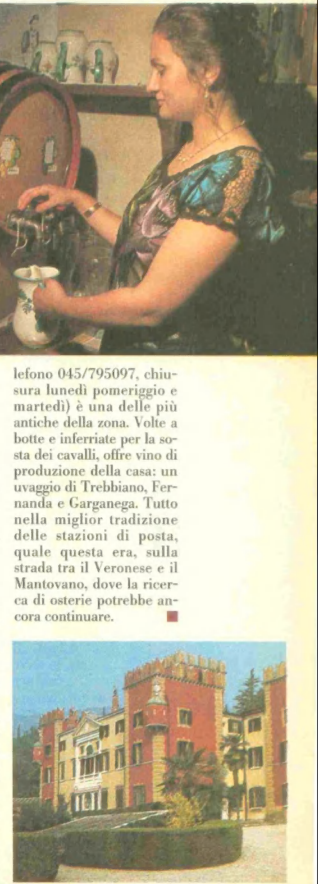 lefono 045/795097, chiu-
sura lunedì pomeriggio e
martedì) è una delle più
antiche della zona. Volte a
botte e inferriate per la so-
sta dei cavalli, offre vino di
produzione della casa: un
uvaggio di Trebbiano, Fer-
nanda e Garganega. Tutto
nella miglior tradizione
delle stazioni di posta,
quale questa era, sulla
strada tra il Veronese e il
Mantovano, dove la ricer-
ca di osterie potrebbe an-
cora continuare.